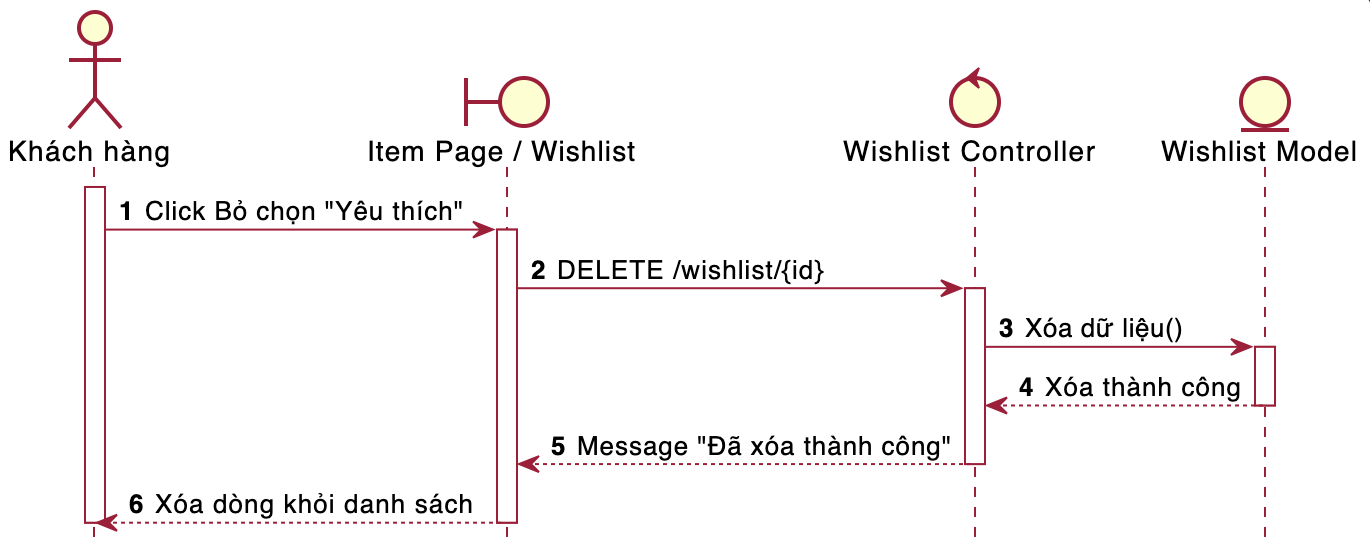 Khách hàng
Item Page / Wishlist
Wishlist Controller
Wishlist Model
1 Click Bỏ chọn "Yêu thích"
2 DELETE /wishlist/{id}
3 Xóa dữ liệu()
4 Xóa thành công
5 Message "Đã xóa thành công"
6 Xóa dòng khỏi danh sách